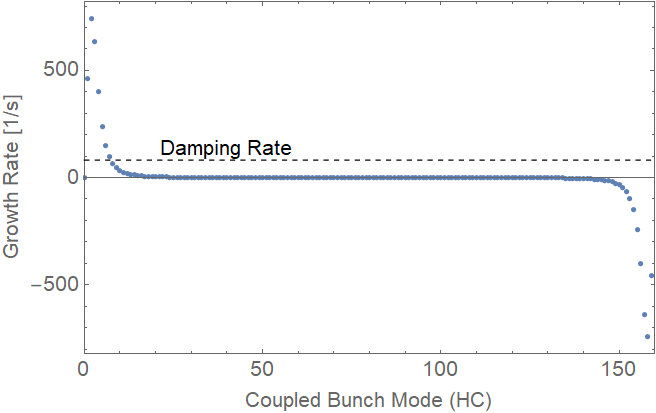 500
Damping Rate
0
−500
Growth Rate [1/s]
0
50
100
150
Coupled Bunch Mode (HC)